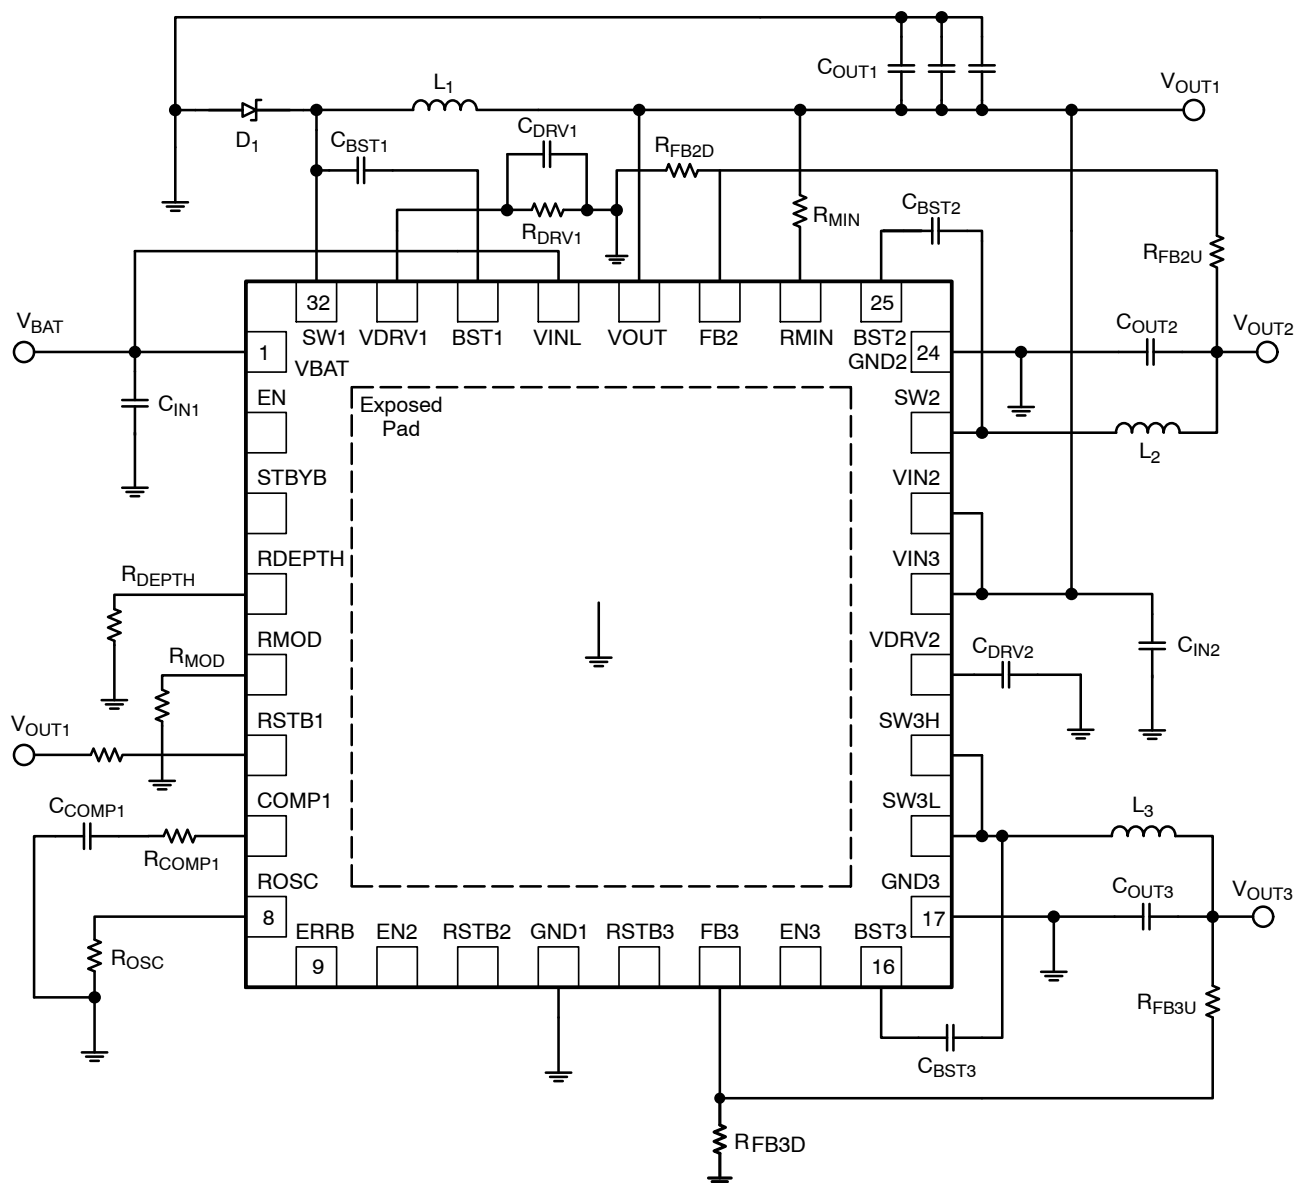 COUT1
VOUT1
L1
D1
CBST1
CDRV1
RDRV1
RFB2D
RMIN
CBST2
RFB2U
VBAT
32
25
SW1 VDRV1 BST1 VINL VOUT FB2 RMIN BST2
COUT2
VOUT2
1
VBAT
GND2
24
CIN1
EN
Exposed
Pad
SW2
L2
STBYB
VIN2
RDEPTH
RDEPTH
VIN3
RMOD
RMOD
VDRV2
CDRV2
CIN2
VOUT1
RSTB1
SW3H
CCOMP1
COMP1
SW3L
L3
RCOMP1
ROSC
GND3
COUT3
VOUT3
8
17
ERRB EN2 RSTB2 GND1 RSTB3 FB3 EN3 BST3
ROSC
9
16
RFB3U
CBST3
RFB3D